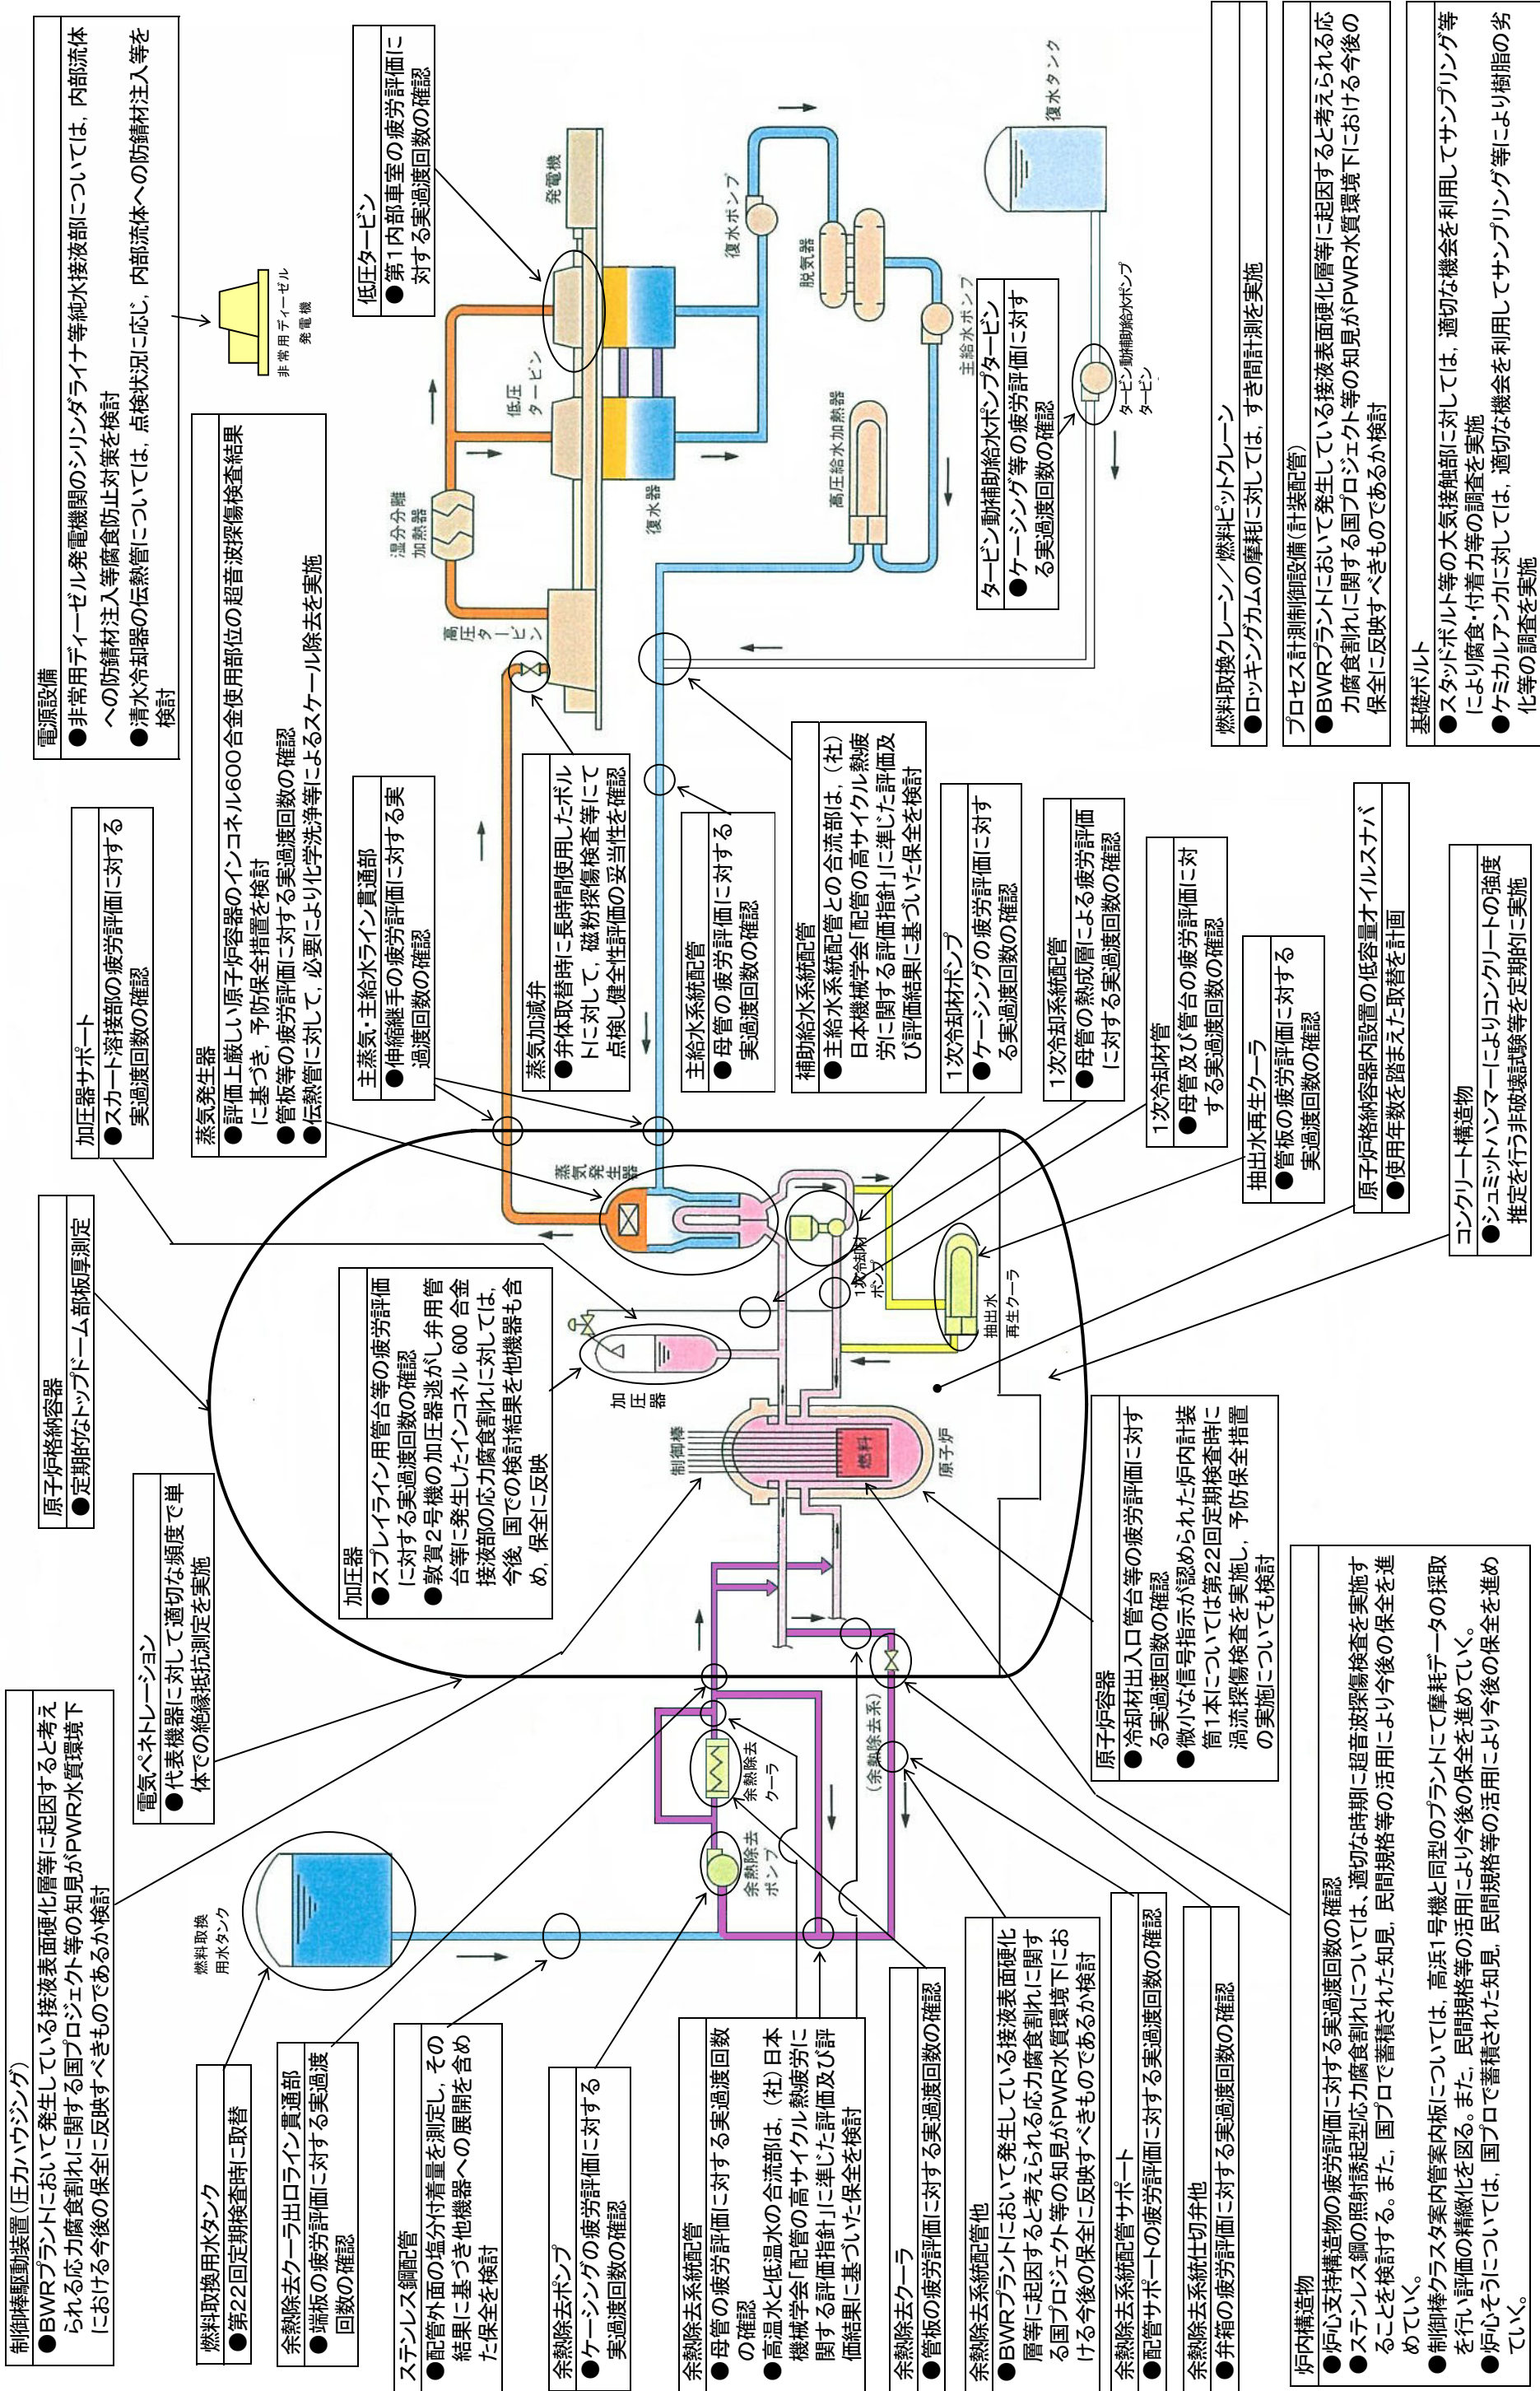 制御棒駆動装置（圧力ハウジング）
●BWRプラントにおいて発生している接液表面硬化層等に起因すると考え
られる応力腐食割れに関する国プロジェクト等の知見がPWR水質環境下
における今後の保全に反映すべきものであるか検討
電気ペネトレーション
●代表機器に対して適切な頻度で単
体での絶縁抵抗測定を実施
原子炉格納容器
●定期的なトップドーム部板厚測定
加圧器サポート
●スカート溶接部の疲労評価に対する
実過渡回数の確認
電源設備
●非常用ディーゼル発電機関のシリンダライナ等純水接液部については，内部流体
への防錆材注入等腐食防止対策を検討
●清水冷却器の伝熱管については，点検状況に応じ，内部流体への防錆材注入等を
検討
非常用ディーゼル
発電機
蒸気発生器
●評価上厳しい原子炉容器のインコネル600合金使用部位の超音波探傷検査結果
に基づき，予防保全措置を検討
●管板等の疲労評価に対する実過渡回数の確認
●伝熱管に対して，必要により化学洗浄等によるスケール除去を実施
燃料取換用水タンク
●第22回定期検査時に取替
燃料取換
用水タンク
余熱除去クーラ出口ライン貫通部
●端板の疲労評価に対する実過渡
回数の確認
加圧器
●スプレイライン用管台等の疲労評価
に対する実過渡回数の確認
●敦賀２号機の加圧器逃がし弁用管
台等に発生したインコネル 600 合金
接液部の応力腐食割れに対しては，
今後，国での検討結果を他機器も含
め，保全に反映
主蒸気・主給水ライン貫通部
●伸縮継手の疲労評価に対する実
過渡回数の確認
低圧タービン
●第１内部車室の疲労評価に
対する実過渡回数の確認
湿分分離
加熱器
高圧タービン
低圧
タービン
発電機
ステンレス鋼配管
●配管外面の塩分付着量を測定し，その
結果に基づき他機器への展開を含め
た保全を検討
蒸気加減弁
●弁体取替時に長時間使用したボル
トに対して，磁粉探傷検査等にて
点検し健全性評価の妥当性を確認
蒸気発生器
加圧器
制御棒
燃料
原子炉
復水器
復水ポンプ
脱気器
高圧給水加熱器
主給水ポンプ
復水タンク
余熱除去ポンプ
●ケーシングの疲労評価に対する
実過渡回数の確認
余熱除去
ポンプ
余熱除去
クーラ
（余熱除去系）
主給水系統配管
●母管の疲労評価に対する
実過渡回数の確認
余熱除去系統配管
●母管の疲労評価に対する実過渡回数
の確認
●高温水と低温水の合流部は，（社）日本
機械学会「配管の高サイクル熱疲労に
関する評価指針」に準じた評価及び評
価結果に基づいた保全を検討
補助給水系統配管
●主給水系統配管との合流部は，（社）
日本機械学会「配管の高サイクル熱疲
労に関する評価指針」に準じた評価及
び評価結果に基づいた保全を検討
タービン動補助給水ポンプタービン
●ケーシング等の疲労評価に対す
る実過渡回数の確認
タービン動補助給水ポンプ
タービン
1次冷却材
ポンプ
抽出水
再生クーラ
余熱除去クーラ
●管板の疲労評価に対する実過渡回数の確認
１次冷却材ポンプ
●ケーシングの疲労評価に対す
る実過渡回数の確認
余熱除去系統配管他
●BWRプラントにおいて発生している接液表面硬化
層等に起因すると考えられる応力腐食割れに関す
る国プロジェクト等の知見がPWR水質環境下にお
ける今後の保全に反映すべきものであるか検討
１次冷却系統配管
●母管の熱成層による疲労評価
に対する実過渡回数の確認
余熱除去系統配管サポート
●配管サポートの疲労評価に対する実過渡回数の確認
原子炉容器
●冷却材出入口管台等の疲労評価に対す
る実過渡回数の確認
●微小な信号指示が認められた炉内計装
筒１本については第２２回定期検査時に
渦流探傷検査を実施し，予防保全措置
の実施についても検討
１次冷却材管
●母管及び管台の疲労評価に対
する実過渡回数の確認
余熱除去系統仕切弁他
●弁箱の疲労評価に対する実過渡回数の確認
抽出水再生クーラ
●管板の疲労評価に対する
実過渡回数の確認
燃料取換クレーン／燃料ピットクレーン
●ロッキングカムの摩耗に対しては，すき間計測を実施
プロセス計測制御設備（計装配管）
●BWRプラントにおいて発生している接液表面硬化層等に起因すると考えられる応
力腐食割れに関する国プロジェクト等の知見がPWR水質環境下における今後の
保全に反映すべきものであるか検討
炉内構造物
●炉心支持構造物の疲労評価に対する実過渡回数の確認
●ステンレス鋼の照射誘起型応力腐食割れについては、適切な時期に超音波探傷検査を実施す
ることを検討する。また，国プロで蓄積された知見，民間規格等の活用により今後の保全を進
めていく。
●制御棒クラスタ案内管案内板については，高浜１号機と同型のプラントにて摩耗データの採取
を行い評価の精緻化を図る。また，民間規格等の活用により今後の保全を進めていく。
●炉心そうについては，国プロで蓄積された知見，民間規格等の活用により今後の保全を進め
ていく。
原子炉格納容器内設置の低容量オイルスナバ
●使用年数を踏まえた取替を計画
コンクリート構造物
●シュミットハンマーによりコンクリートの強度
推定を行う非破壊試験等を定期的に実施
基礎ボルト
●スタッドボルト等の大気接触部に対しては，適切な機会を利用してサンプリング等
により腐食・付着力等の調査を実施
●ケミカルアンカに対しては，適切な機会を利用してサンプリング等により樹脂の劣
化等の調査を実施